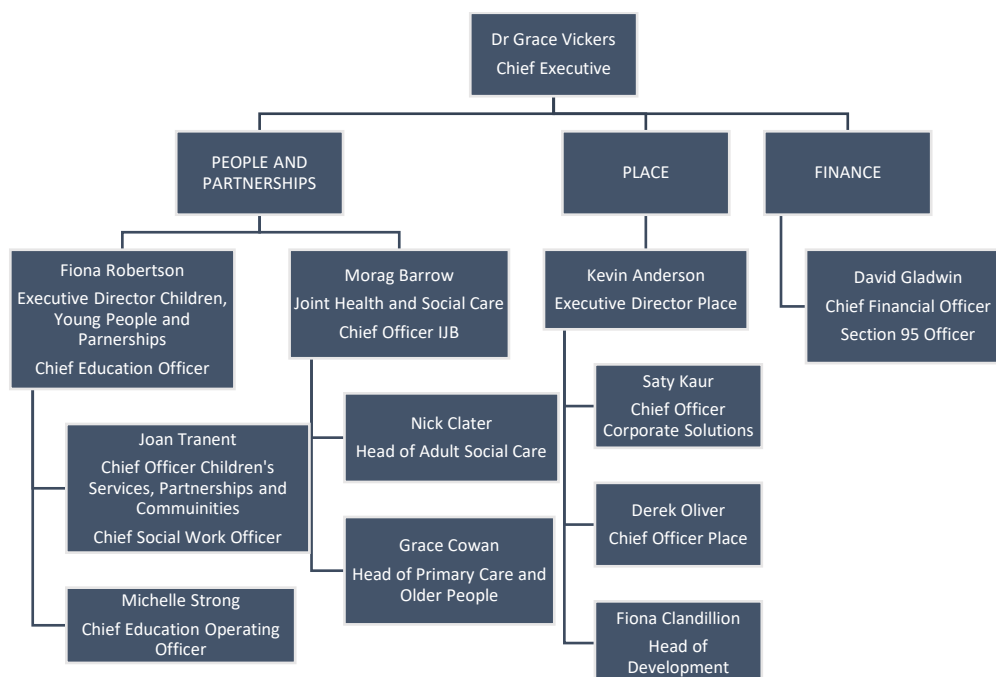 Dr Grace Vickers
Chief Executive
PEOPLE AND
PARTNERSHIPS
PLACE
FINANCE
Fiona Robertson
Executive Director Children,
Young People and
Parnerships
Chief Education Officer
Morag Barrow
Joint Health and Social Care
Chief Officer IJB
Kevin Anderson
Executive Director Place
David Gladwin
Chief Financial Officer
Section 95 Officer
Joan Tranent
Chief Officer Children's
Services, Partnerships and
Commuinities
Chief Social Work Officer
Michelle Strong
Chief Education Operating
Officer
Nick Clater
Head of Adult Social Care
Grace Cowan
Head of Primary Care and
Older People
Saty Kaur
Chief Officer
Corporate Solutions
Derek Oliver
Chief Officer Place
Fiona Clandillion
Head of
Development